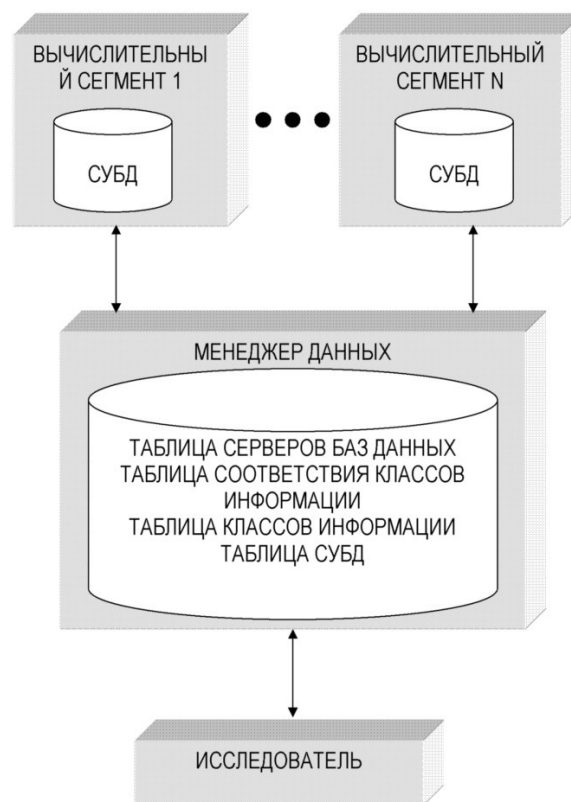 ВЫЧИСЛИТЕЛЬНЫ
Й СЕГМЕНТ 1
СУБД
ВЫЧИСЛИТЕЛЬНЫЙ
СЕГМЕНТ N
СУБД
МЕНЕДЖЕР ДАННЫХ
ТАБЛИЦА СЕРВЕРОВ БАЗ ДАННЫХ
ТАБЛИЦА СООТВЕТСТВИЯ КЛАССОВ
ИНФОРМАЦИИ
ТАБЛИЦА КЛАССОВ ИНФОРМАЦИИ
ТАБЛИЦА СУБД
ИССЛЕДОВАТЕЛЬ